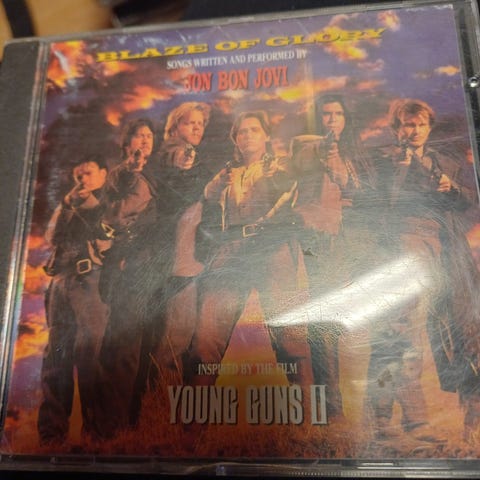 BLAZE OF GLORY
SONGS WRITTEN AND PERFORMED BY
JON BON JOVI
INSPIRED BY THE FILM
YOUNG GUNS II